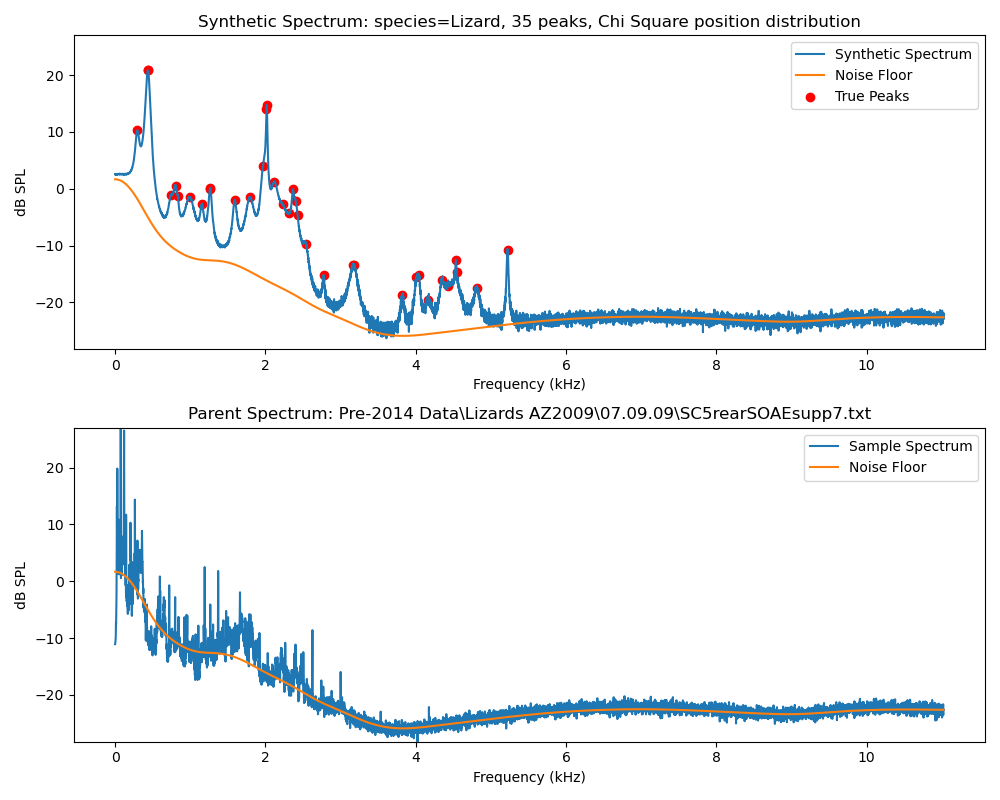 Synthetic Spectrum: species=Lizard, 35 peaks, Chi Square position distribution
dB SPL
20
10
0
−10
−20
Synthetic Spectrum
Noise Floor
True Peaks
0 2 4 6 8 10
Frequency (kHz)
Parent Spectrum: Pre-2014 Data\Lizards AZ2009\07.09.09\SC5rearSOAEsupp7.txt
dB SPL
20
10
0
−10
−20
Sample Spectrum
Noise Floor
0 2 4 6 8 10
Frequency (kHz)